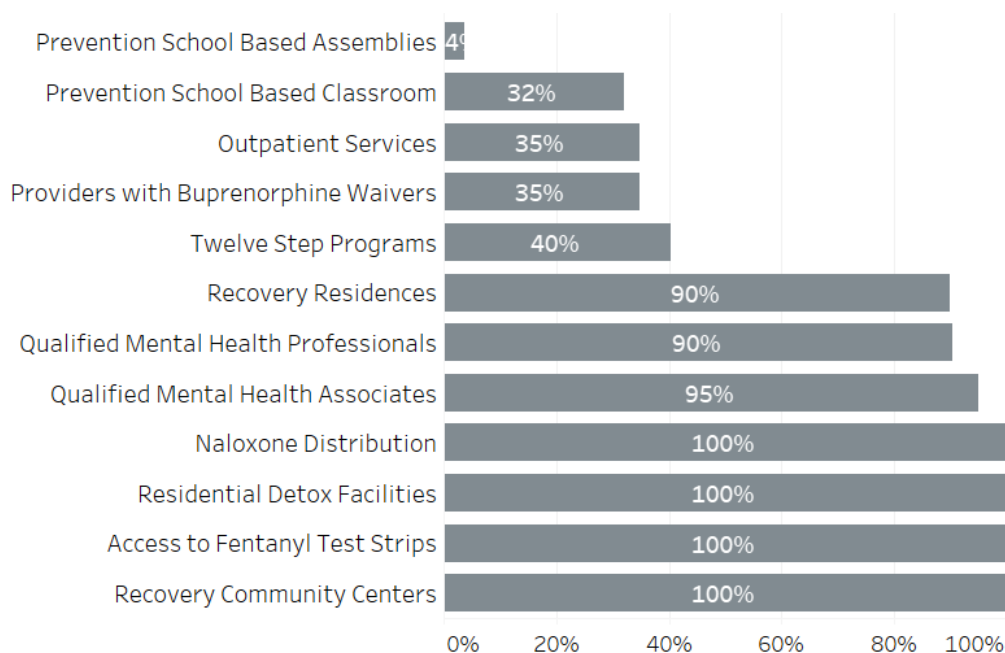 Prevention School Based Assemblies 4%
Prevention School Based Classroom 32%
Outpatient Services 35%
Providers with Buprenorphine Waivers 35%
Twelve Step Programs 40%
Recovery Residences 90%
Qualified Mental Health Professionals 90%
Qualified Mental Health Associates 95%
Naloxone Distribution 100%
Residential Detox Facilities 100%
Access to Fentanyl Test Strips 100%
Recovery Community Centers 100%
0% 20% 40% 60% 80% 100%